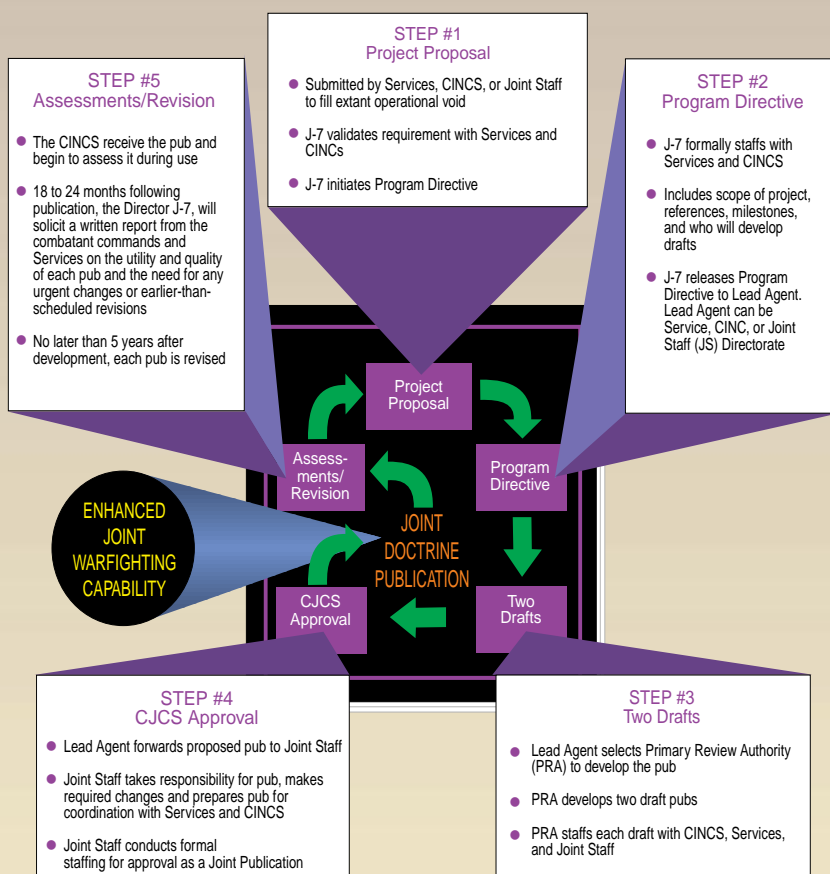 STEP #1
Project Proposal
Submitted by Services, CINCS, or Joint Staff
to fill extant operational void
J-7 validates requirement with Services and
CINCs
J-7 initiates Program Directive
STEP #5
Assessments/Revision
The CINCS receive the pub and
begin to assess it during use
18 to 24 months following
publication, the Director J-7, will
solicit a written report from the
combatant commands and
Services on the utility and quality
of each pub and the need for any
urgent changes or earlier-than-
scheduled revisions
No later than 5 years after
development, each pub is revised
STEP #2
Program Directive
J-7 formally staffs with
Services and CINCS
Includes scope of project,
references, milestones,
and who will develop
drafts
J-7 releases Program
Directive to Lead Agent.
Lead Agent can be
Service, CINC, or Joint
Staff (JS) Directorate
Project
Proposal
Assess-
ments/
Revision
Program
Directive
ENHANCED
JOINT
WARFIGHTING
CAPABILITY
JOINT
DOCTRINE
PUBLICATION
CJCS
Approval
Two
Drafts
STEP #4
CJCS Approval
Lead Agent forwards proposed pub to Joint Staff
Joint Staff takes responsibility for pub, makes
required changes and prepares pub for
coordination with Services and CINCS
Joint Staff conducts formal
staffing for approval as a Joint Publication
STEP #3
Two Drafts
Lead Agent selects Primary Review Authority
(PRA) to develop the pub
PRA develops two draft pubs
PRA staffs each draft with CINCS, Services,
and Joint Staff